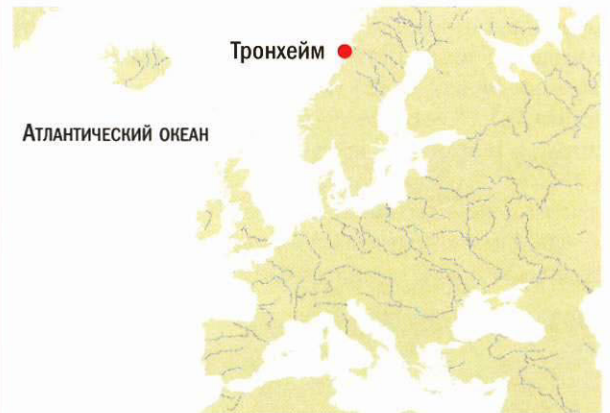 Тронхейм
Атлантический океан